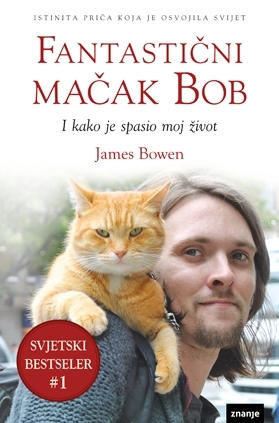 ISTINITA PRIČA KOJA JE OSVOJILA SVIJET
FANTASTIČNI
MAČAK BOB
I kako je spasio moj život
James Bowen
SVJETSKI
BESTSELER
#1
znanje